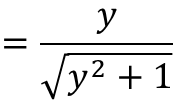 = y / √(y² + 1)